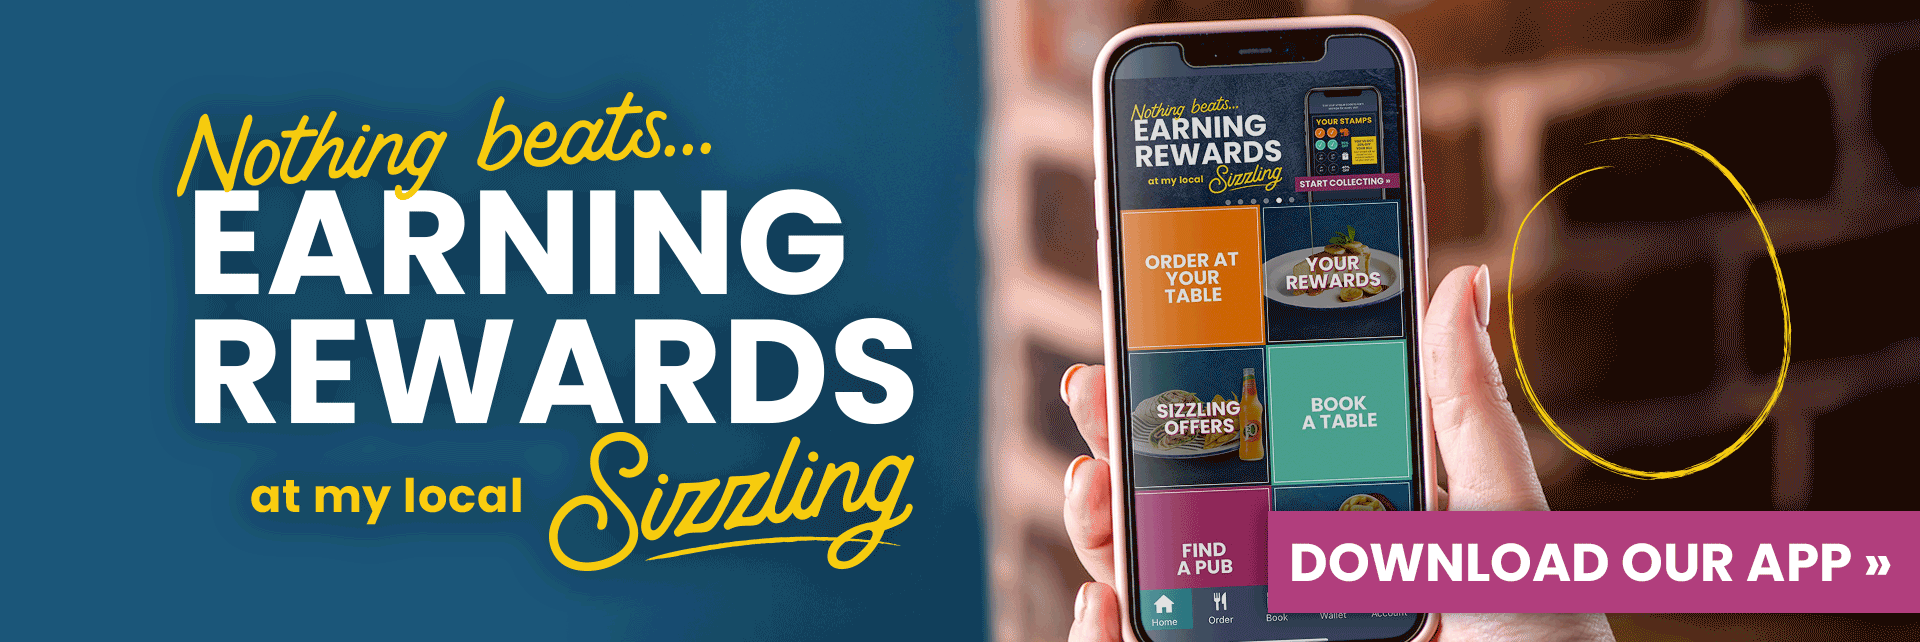 Nothing beats...
EARNING
REWARDS
at my local Sizzling
Nothing beats...
EARNING
REWARDS
at my local Sizzling
YOUR STAMPS
START COLLECTING »
ORDER AT
YOUR
TABLE
YOUR
REWARDS
SIZZLING
OFFERS
BOOK
A TABLE
FIND
A PUB
DOWNLOAD OUR APP »
Home
Order
Book
Wallet
Account